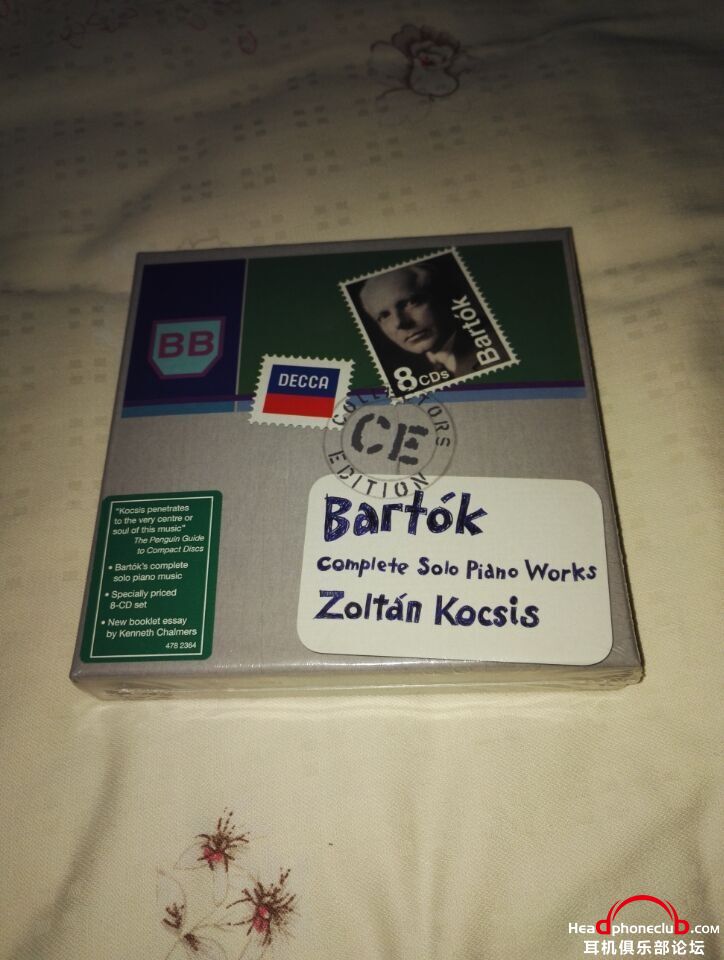 BB
DECCA
Bartók
8 CDs
COLLECTORS
CE
EDITION
"Kocsis penetrates
to the very centre or
soul of this music"
The Penguin Guide
to Compact Discs
• Bartók's complete
solo piano music
• Specially priced
8-CD set
• New booklet essay
by Kenneth Chalmers
478 2364
Bartók
Complete Solo Piano Works
Zoltán Kocsis
HeadphoneclubD.com
耳机俱乐部论坛